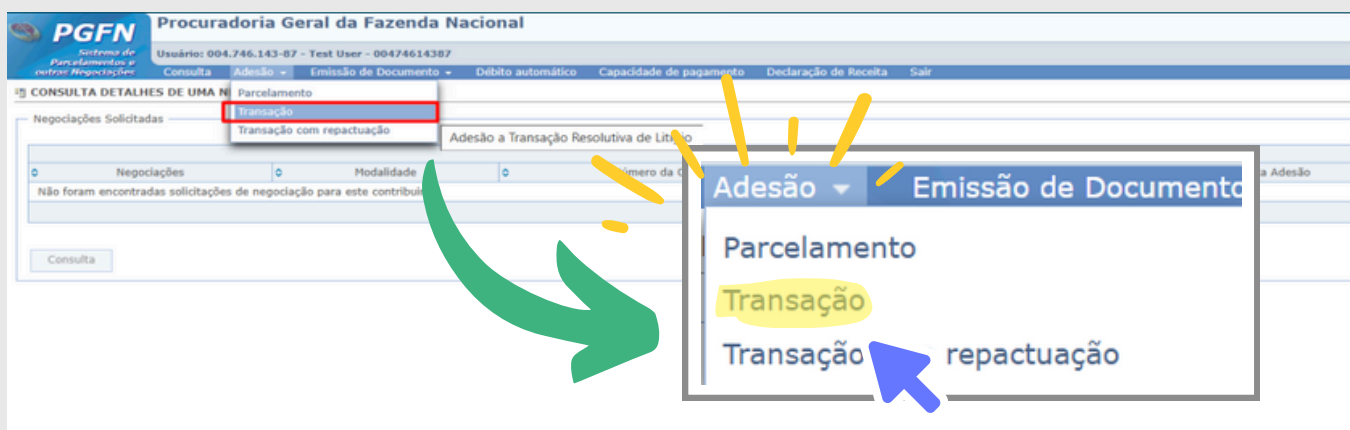 PGFN
Sistema de
Parcelamentos e
outras Negociações
Procuradoria Geral da Fazenda Nacional
Usuário: 004.746.143-87 - Test User - 00474614387
Consulta Adesão Emissão de Documento Débito automático Capacidade de pagamento Declaração de Receita Sair
CONSULTA DETALHES DE UMA
Parcelamento
Transação
Transação com repactuação
Adesão a Transação Resolutiva de Litígio
Negociações Solicitadas
Negociações Modalidade Número da Adesão
Não foram encontradas solicitações de negociação para este
Consulta
Adesão Emissão de Documento
Parcelamento
Transação
Transação repactuação